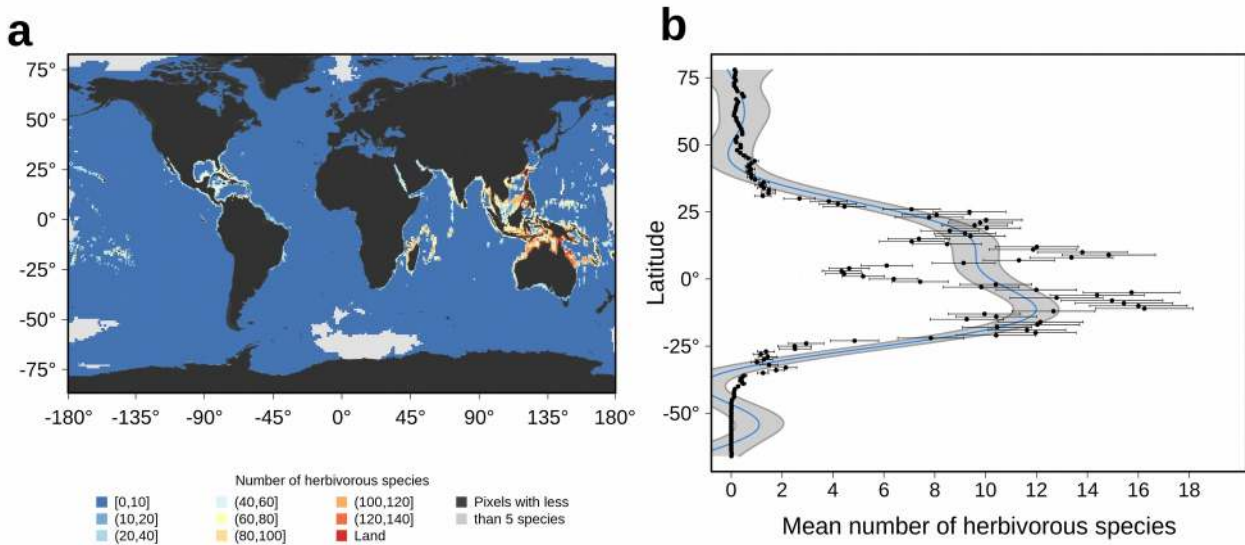 a
75°
50°
25°
0°
-25°
-50°
-75°
-180° -135° -90° -45° 0° 45° 90° 135° 180°
Number of herbivorous species
[0,10] (40,60] (100,120] Pixels with less
(10,20] (60,80] (120,140] than 5 species
(20,40] (80,100] Land
b
Latitude
75
50
25
0°
-25°
-50°
0 2 4 6 8 10 12 14 16 18
Mean number of herbivorous species